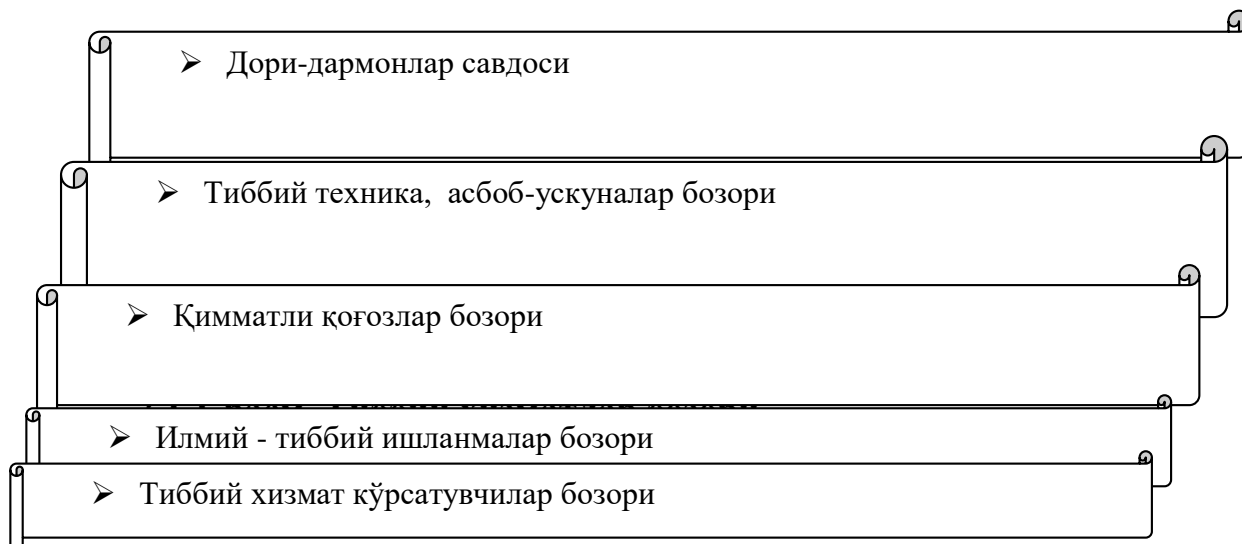 ➢ Дори-дармонлар савдоси
➢ Тиббий техника, асбоб-ускуналар бозори
➢ Қимматли қоғозлар бозори
➢ Илмий - тиббий ишланмалар бозори
➢ Тиббий хизмат кўрсатувчилар бозори